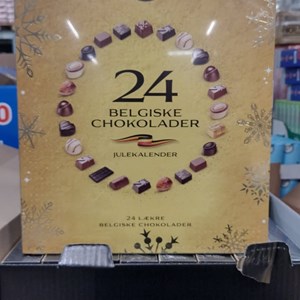 24
BELGISKE
CHOKOLADER
JULEKALENDER
24 LÆKRE
BELGISKE CHOKOLADER